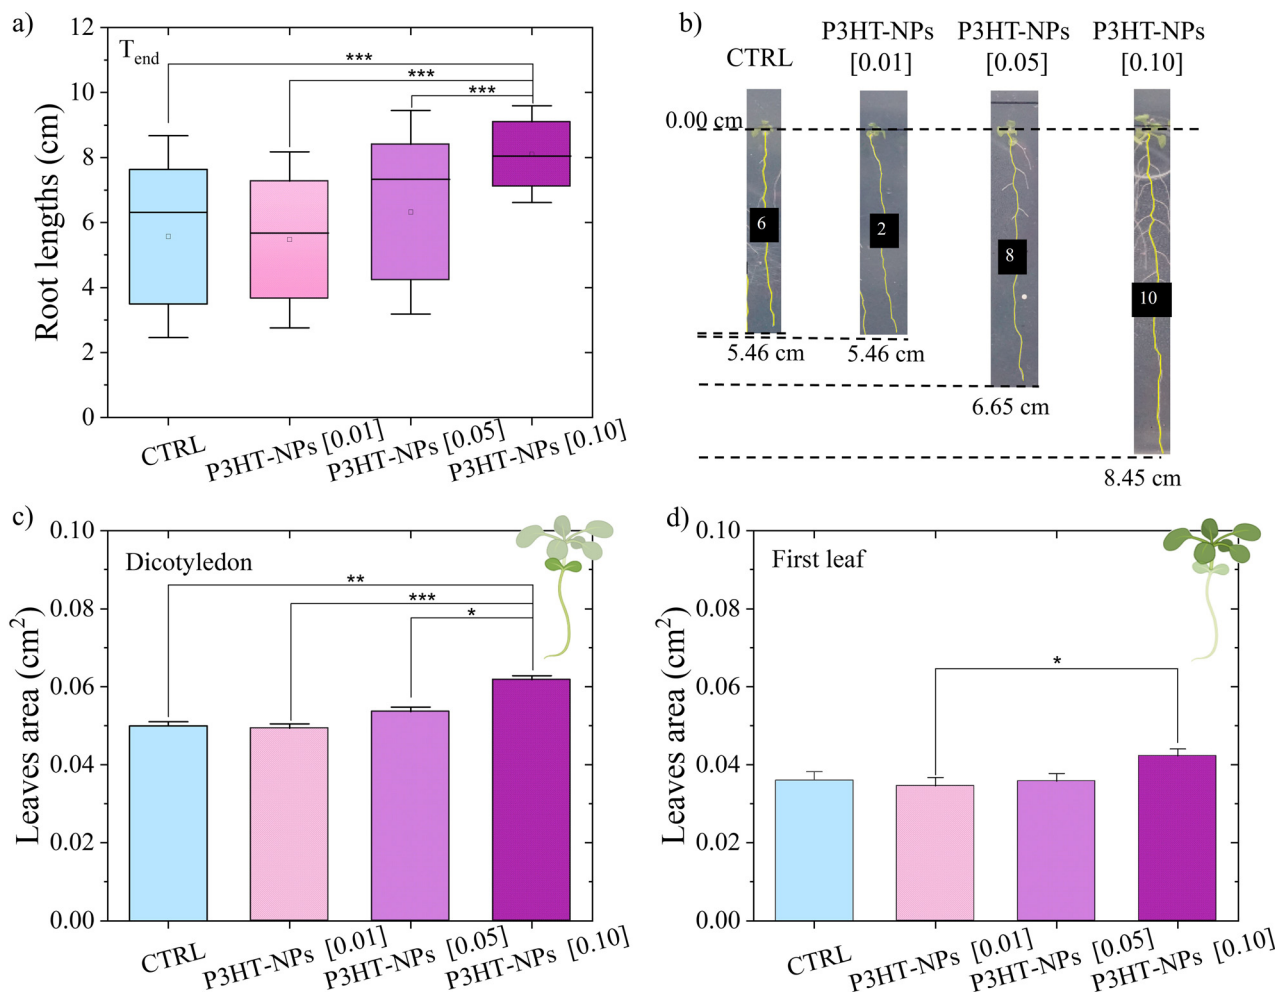 a)
12
10
8
6
4
2
0
Root lengths (cm)
T_end
***
***
***
CTRL
P3HT-NPs [0.01]
P3HT-NPs [0.05]
P3HT-NPs [0.10]
b)
CTRL
P3HT-NPs
[0.01]
P3HT-NPs
[0.05]
P3HT-NPs
[0.10]
0.00 cm
6
2
8
10
5.46 cm
5.46 cm
6.65 cm
8.45 cm
c)
0.10
0.08
0.06
0.04
0.02
0.00
Leaves area (cm²)
Dicotyledon
**
***
*
CTRL
P3HT-NPs [0.01]
P3HT-NPs [0.05]
P3HT-NPs [0.10]
d)
0.10
0.08
0.06
0.04
0.02
0.00
Leaves area (cm²)
First leaf
*
CTRL
P3HT-NPs [0.01]
P3HT-NPs [0.05]
P3HT-NPs [0.10]